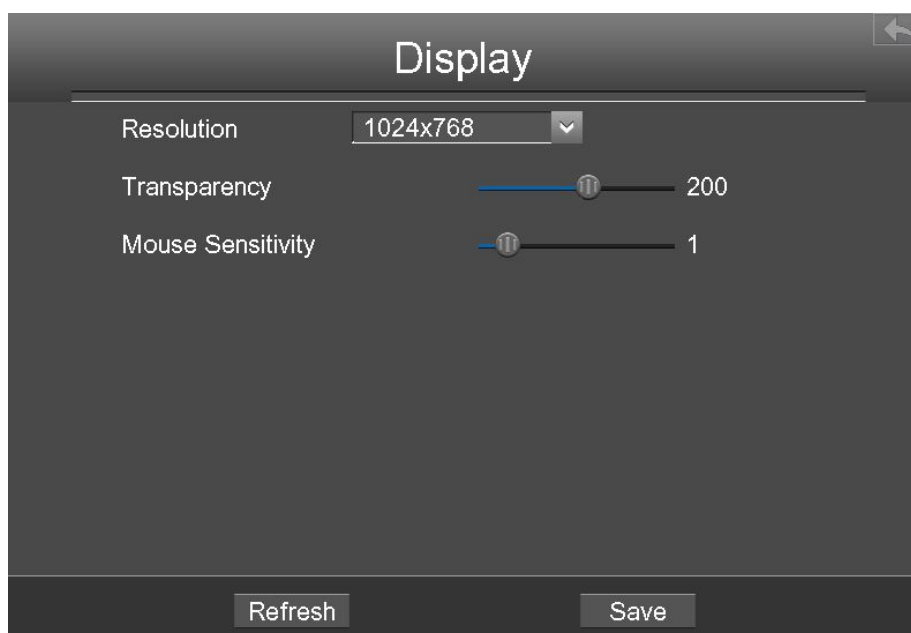 Display
Resolution 1024x768
Transparency 200
Mouse Sensitivity 1
Refresh Save